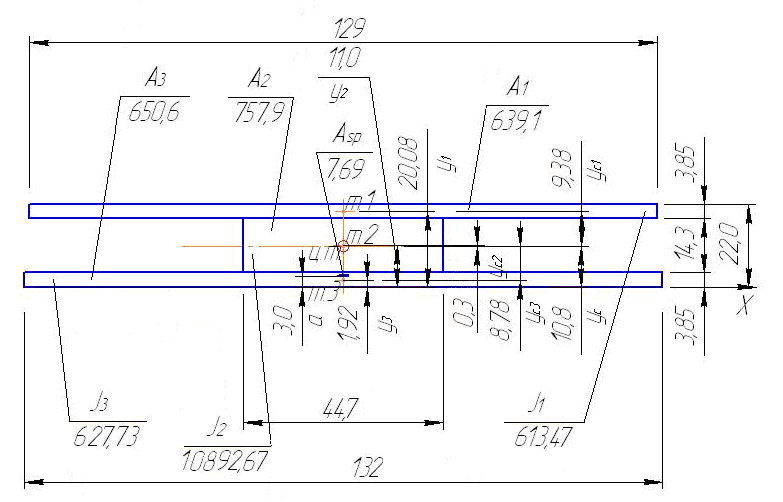 129
11,0
y2
A3
650,6
A2
757,9
A1
639,1
Asp
7,69
20,08
y1
9,38
yc1
3,85
m.1
m2
ц.m
m.3
14,3
22,0
yc2
3,0
a
1,92
y3
0,3
8,78
yc3
10,8
yc
3,85
X
J3
627,73
J2
10892,67
44,7
J1
613,47
132